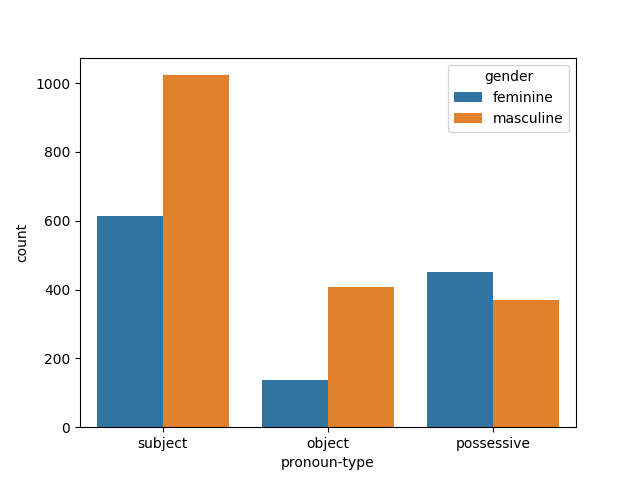 gender
feminine
masculine
1000
800
600
400
200
0
count
subject
object
possessive
pronoun-type